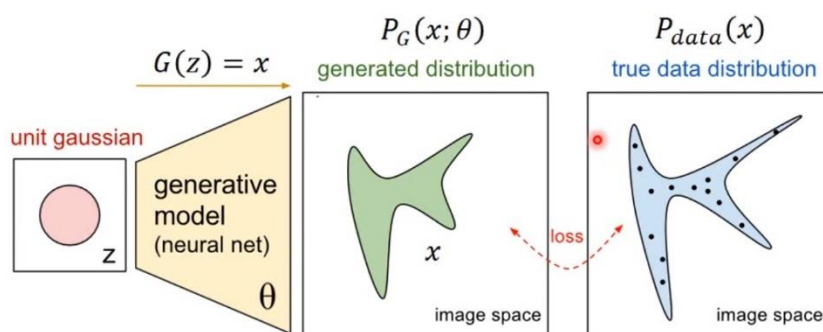 G(z) = x
unit gaussian
z
generative
model
(neural net)
θ
P_G(x; θ)
generated distribution
x
image space
loss
P_data(x)
true data distribution
image space